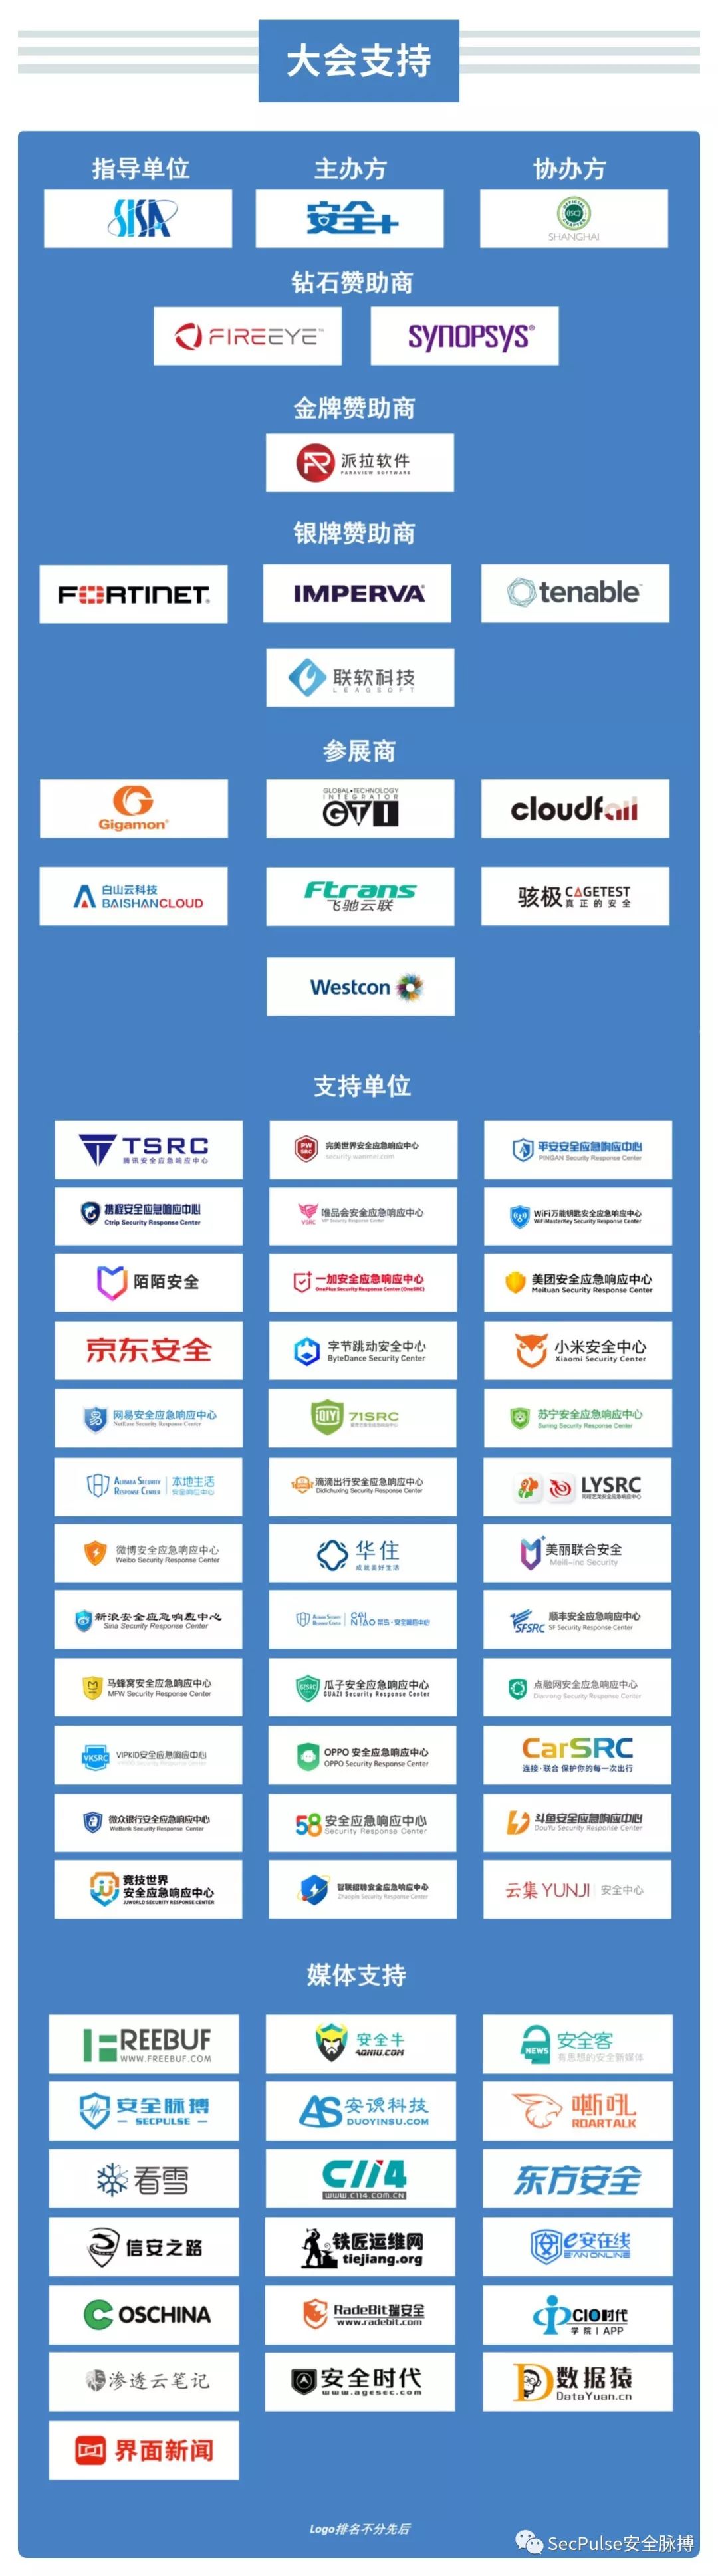 大会支持
指导单位 主办方 协办方
SISA 安全+ (ISC)² SHANGHAI
钻石赞助商
FIREEYE™ SYNOPSYS®
金牌赞助商
派拉软件
PARAVIEW SOFTWARE
银牌赞助商
FORTINET® IMPERVA® tenable™
联软科技
LEAGSOFT
参展商
Gigamon® GLOBAL TECHNOLOGY INTEGRATOR GTI cloudfall
白山云科技 BAISHANCLOUD Ftrans 飞驰云联 骇极 CAGETEST 真正的安全
Westcon
支持单位
TSRC 腾讯安全应急响应中心
PW SRC 完美世界安全应急响应中心 security.wanmei.com
平安安全应急响应中心 PINGAN Security Response Center
携程安全应急响应中心 Ctrip Security Response Center
VSRC 唯品会安全应急响应中心 VIP Security Response Center
WiFi万能钥匙安全应急响应中心 WiFiMasterKey Security Response Center
陌陌安全
一加安全应急响应中心 OnePlus Security Response Center (OneSRC)
美团安全应急响应中心 Meituan Security Response Center
京东安全
字节跳动安全中心 ByteDance Security Center
小米安全中心 Xiaomi Security Center
网易安全应急响应中心 NetEase Security Response Center
QIY 71SRC
苏宁安全应急响应中心 Suning Security Response Center
ALIBABA SECURITY RESPONSE CENTER 本地生活 安全响应中心
滴滴出行安全应急响应中心 Didichuxing Security Response Center
LYSRC 同程艺龙安全应急响应中心
微博安全应急响应中心 Weibo Security Response Center
华住 成就美好生活
美丽联合安全 Meili-inc Security
新浪安全应急响应中心 Sina Security Response Center
ALIBABA SECURITY RESPONSE CENTER CAI NIAO 菜鸟·安全响应中心
SFSRC 顺丰安全应急响应中心 SF Security Response Center
马蜂窝安全应急响应中心 MFW Security Response Center
GZSRC 瓜子安全应急响应中心 GUAZI Security Response Center
点融网安全应急响应中心 Dianrong Security Response Center
VKSRC VIPKID安全应急响应中心
OPPO 安全应急响应中心 OPPO Security Response Center
CarSRC 连接·联合 保护你的每一次出行
微众银行安全应急响应中心 WeBank Security Response Center
58 安全应急响应中心 Security Response Center
斗鱼安全应急响应中心 DouYu Security Response Center
竞技世界 安全应急响应中心 JJWORLD SECURITY RESPONSE CENTER
智联招聘安全应急响应中心 Zhaopin Security Response Center
云集 YUNJI 安全中心
媒体支持
FREEBUF WWW.FREEBUF.COM
安全牛 AQNIU.COM
NEWS 安全客 有思想的安全新媒体
安全脉搏 SECPULSE
AS 安识科技 DUOYINSU.COM
嘶吼 ROARTALK
看雪
C114 WWW.C114.COM.CN
东方安全
信安之路
铁匠运维网 tiejiang.org
e安在线 E'AN ONLINE
OSCHINA
RadeBit瑞安全 www.radebit.com
CIO时代 学院 | APP
渗透云笔记
安全时代 www.agesec.com
数据猿 DataYuan.cn
界面新闻
Logo排名不分先后
SecPulse安全脉搏